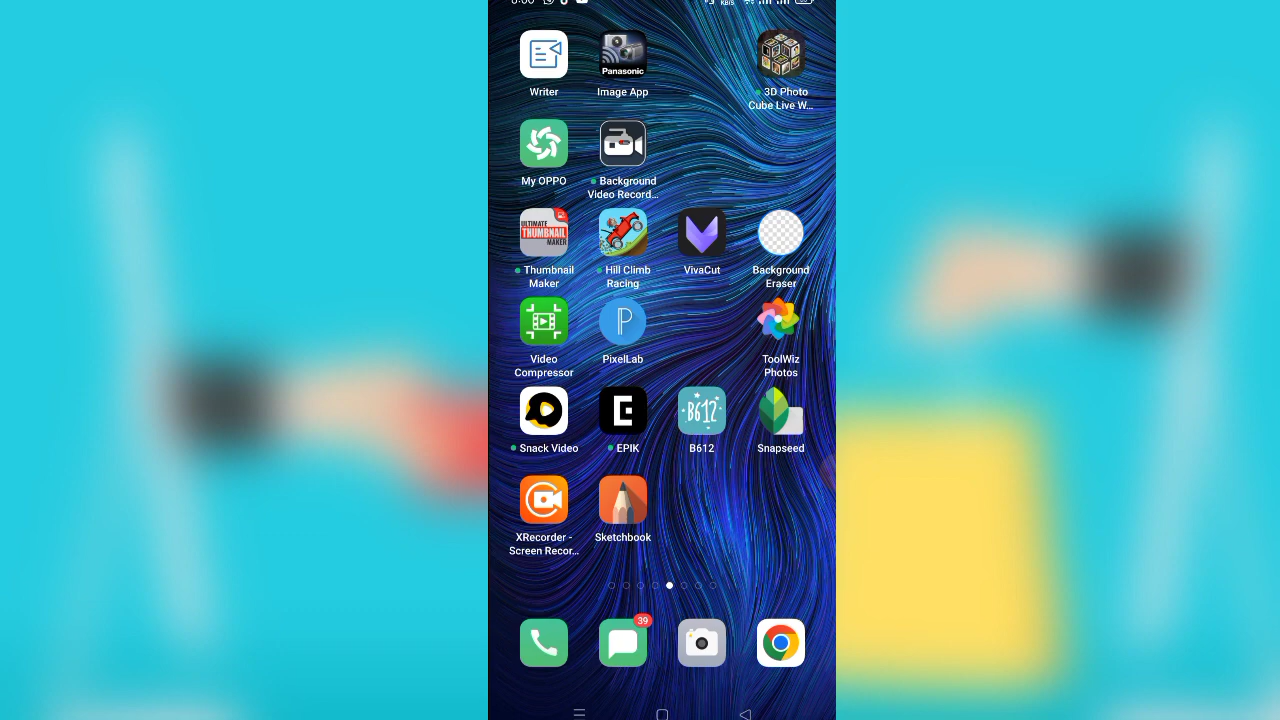 Writer
Panasonic
Image App
3D Photo
Cube Live W...
My OPPO
Background
Video Record...
ULTIMATE
THUMBNAIL
MAKER
Thumbnail
Maker
Hill Climb
Racing
VivaCut
Background
Eraser
Video
Compressor
PixelLab
ToolWiz
Photos
Snack Video
EPIK
B612
B612
Snapseed
XRecorder -
Screen Recor...
Sketchbook
39